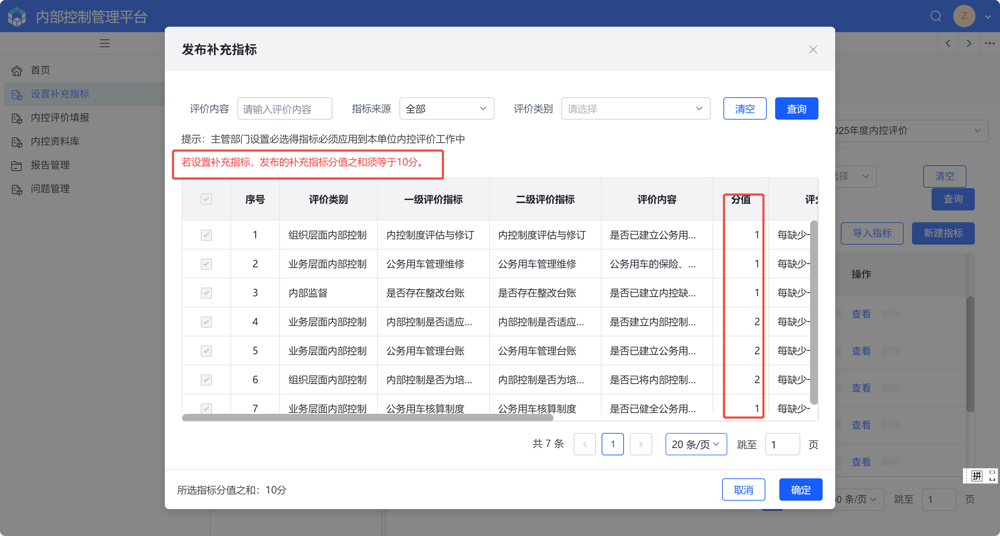 内部控制管理平台
Z
首页
设置补充指标
内控评价填报
内控资料库
报告管理
问题管理
发布补充指标
评价内容 请输入评价内容 指标来源 全部 评价类别 请选择 清空 查询
提示：主管部门设置必选得指标必须应用到本单位内控评价工作中
若设置补充指标，发布的补充指标分值之和须等于10分。
序号 评价类别 一级评价指标 二级评价指标 评价内容 分值
1 组织层面内部控制 内控制度评估与修订 内控制度评估与修订 是否已建立公务用... 1 每缺少
2 业务层面内部控制 公务用车管理维修 公务用车管理维修 公务用车的保险、... 1 每缺少
3 内部监督 是否存在整改台账 是否存在整改台账 是否已建立内控缺... 1 每缺少
4 业务层面内部控制 内部控制是否适应... 内部控制是否适应... 是否建立内部控制... 2 每缺少
5 业务层面内部控制 公务用车管理台账 公务用车管理台账 是否已建立公务用... 2 每缺少
6 组织层面内部控制 内部控制是否为培... 内部控制是否为培... 是否已将内部控制... 2 每缺少
7 业务层面内部控制 公务用车核算制度 公务用车核算制度 是否已健全公务用... 1 每缺少
共 7 条 1 20 条/页 跳至 1 页
所选指标分值之和：10分 取消 确定
025年度内控评价
选择 清空
查询
导入指标 新建指标
操作
查看 删除
查看 删除
查看 删除
查看 删除
查看 删除
拼
0 条/页 跳至 1 页